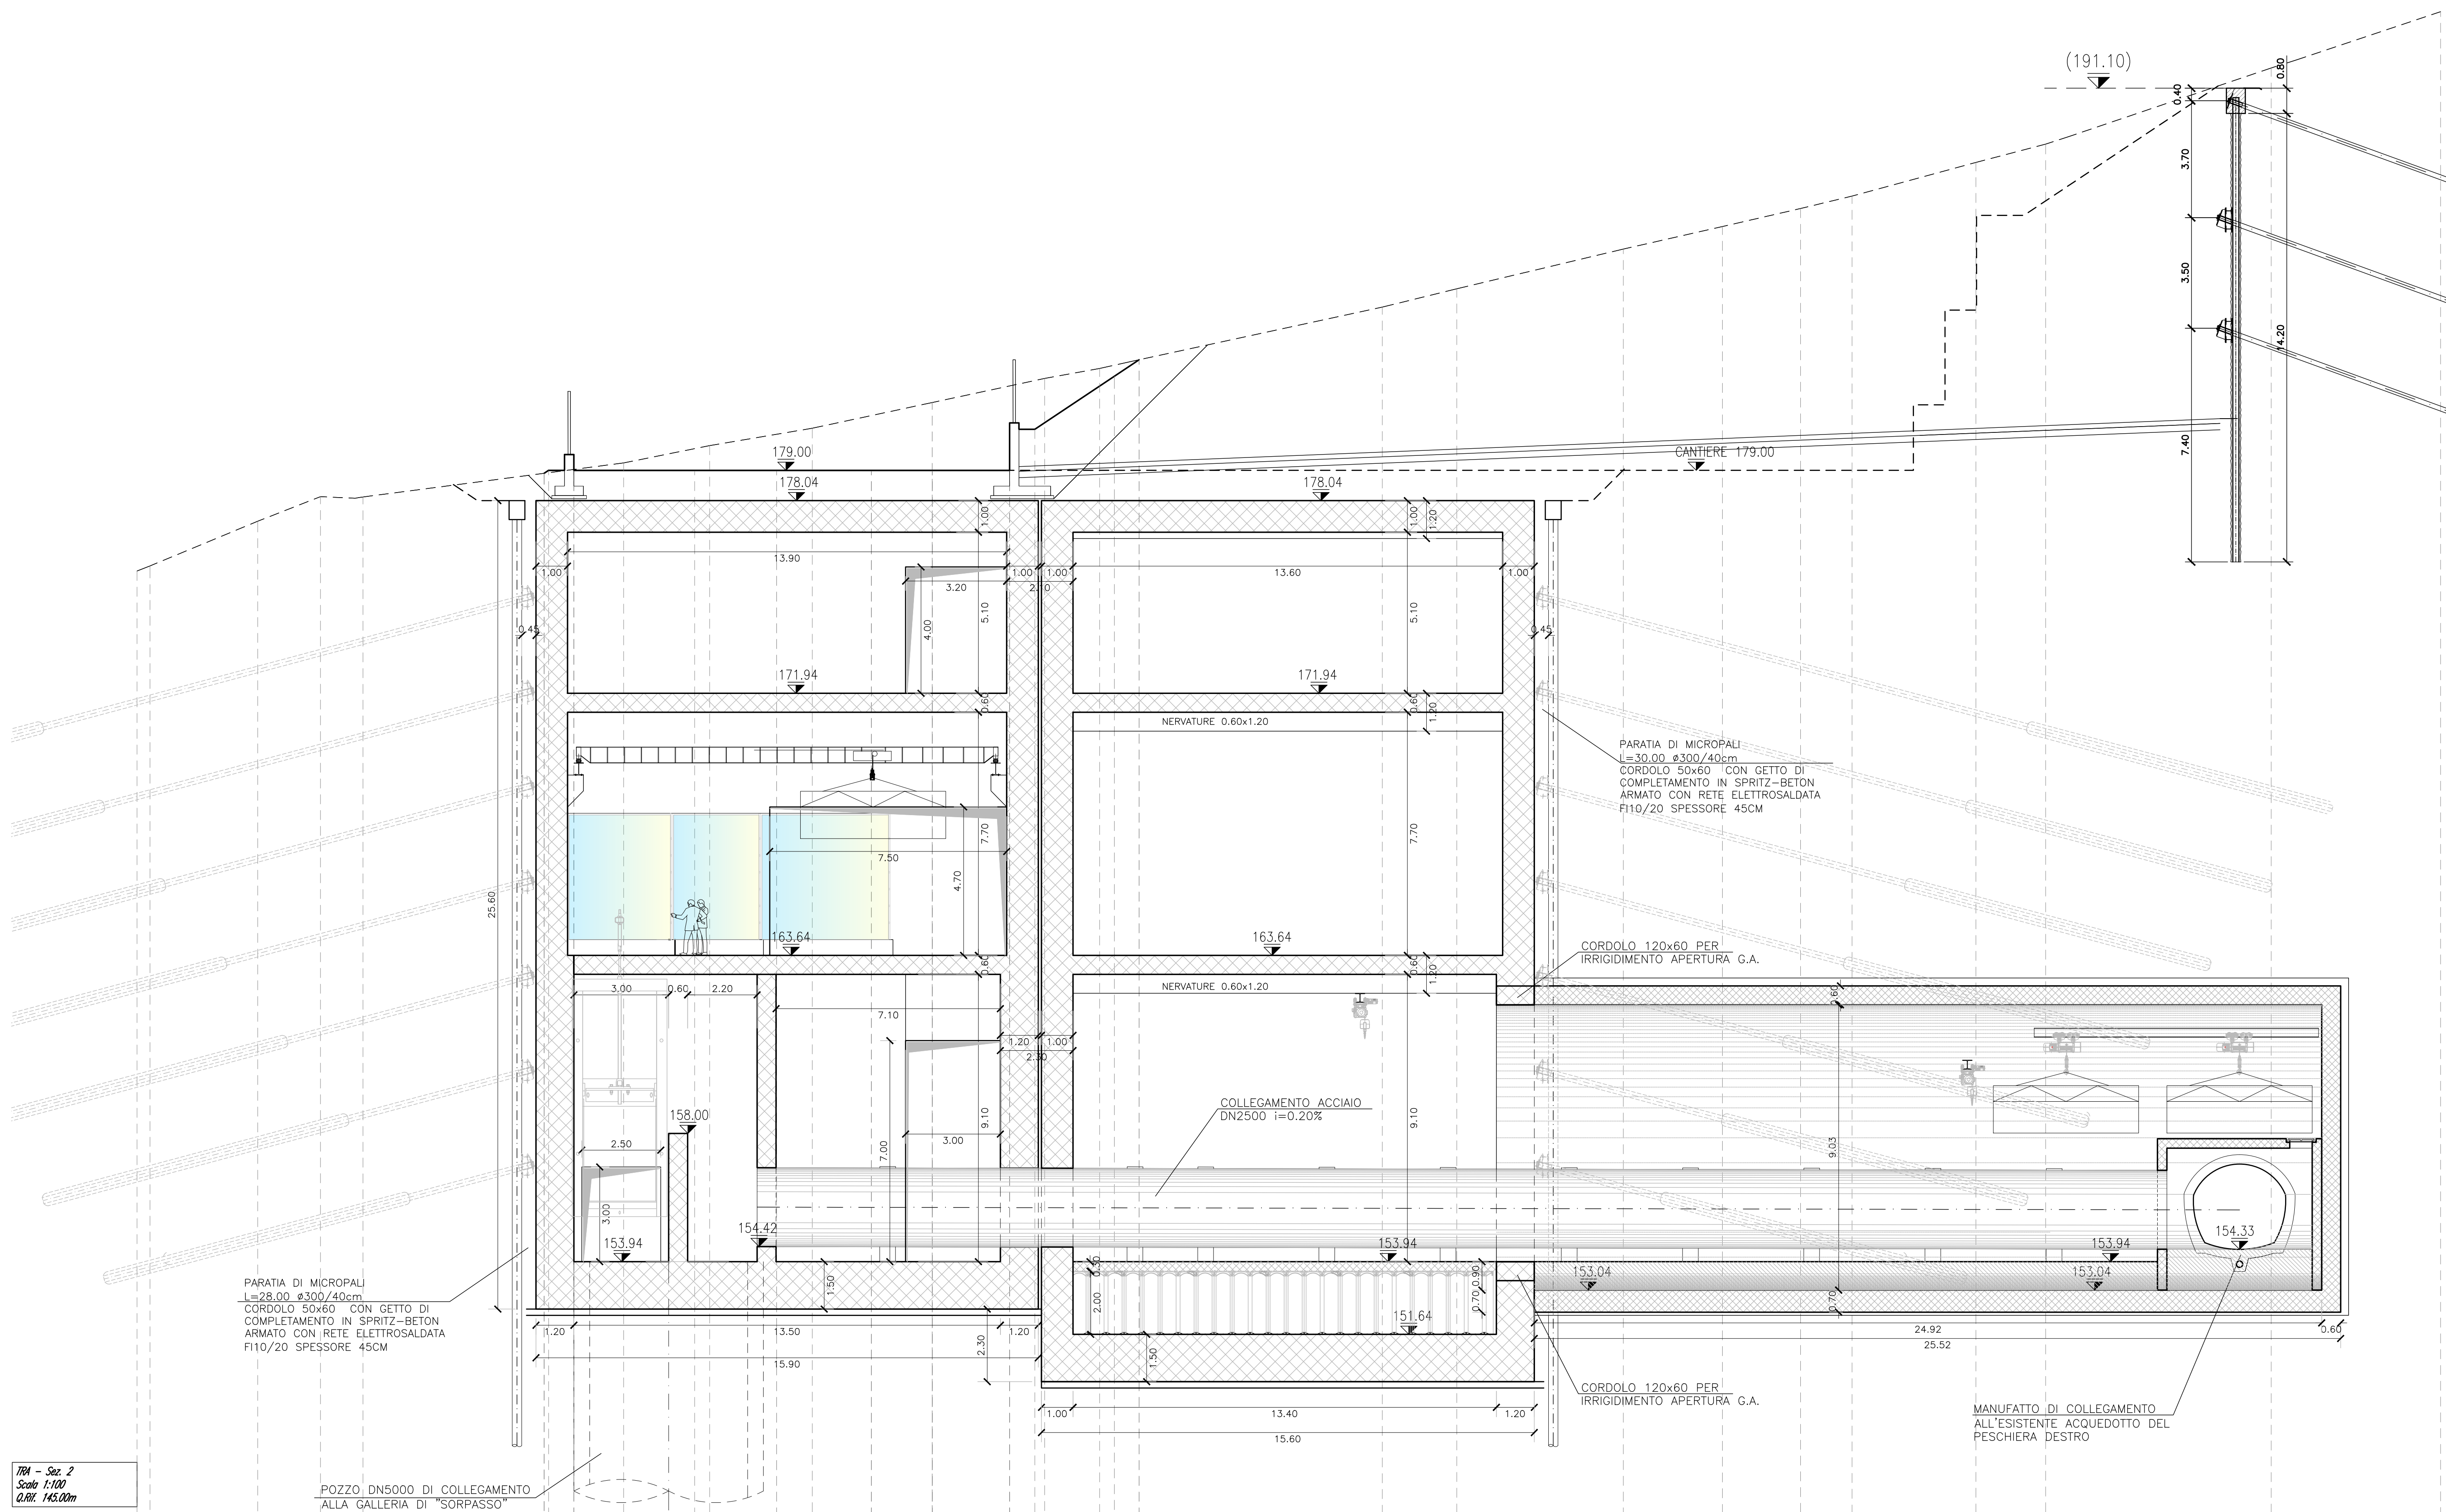 (191.10)
0.80
0.40
3.70
3.50
14.20
7.40
179.00
CANTIERE 179.00
178.04
178.04
1.00
1.00
1.20
13.90
1.00
1.00
1.00
13.60
1.00
3.20
2.10
5.10
4.00
5.10
0.45
0.45
171.94
171.94
0.60
0.60
1.20
NERVATURE 0.60x1.20
PARATIA DI MICROPALI
L=30.00 ø300/40cm
CORDOLO 50x60 CON GETTO DI
COMPLETAMENTO IN SPRITZ-BETON
ARMATO CON RETE ELETTROSALDATA
FI10/20 SPESSORE 45CM
7.70
7.70
7.50
4.70
25.60
163.64
163.64
0.60
0.60
1.20
CORDOLO 120x60 PER
IRRIGIDIMENTO APERTURA G.A.
3.00
0.60
2.20
NERVATURE 0.60x1.20
0.60
7.10
1.20
1.00
2.30
158.00
COLLEGAMENTO ACCIAIO
DN2500 i=0.20%
2.50
3.00
9.10
9.10
9.03
7.00
3.00
154.42
153.94
153.94
153.94
154.33
153.04
153.04
0.30
0.90
1.50
2.00
0.70
0.70
151.64
PARATIA DI MICROPALI
L=28.00 ø300/40cm
CORDOLO 50x60 CON GETTO DI
COMPLETAMENTO IN SPRITZ-BETON
ARMATO CON RETE ELETTROSALDATA
FI10/20 SPESSORE 45CM
1.20
13.50
1.20
2.30
1.50
24.92
0.60
25.52
15.90
CORDOLO 120x60 PER
IRRIGIDIMENTO APERTURA G.A.
1.00
13.40
1.20
15.60
MANUFATTO DI COLLEGAMENTO
ALL'ESISTENTE ACQUEDOTTO DEL
PESCHIERA DESTRO
TRA - Sez. 2
Scala 1:100
Q.Rif. 145.00m
POZZO DN5000 DI COLLEGAMENTO
ALLA GALLERIA DI "SORPASSO"